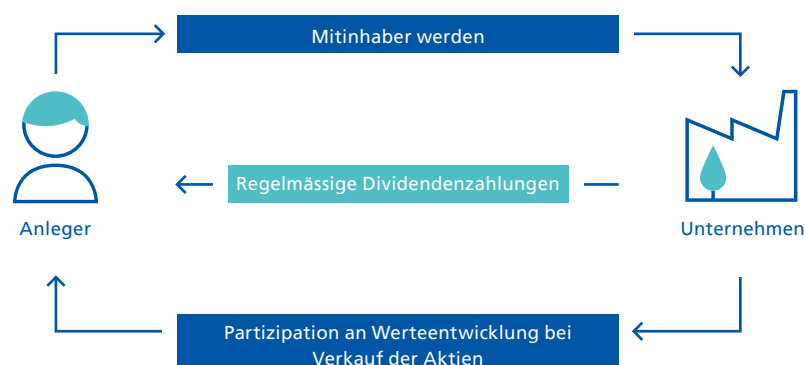 Mitinhaber werden
Regelmässige Dividendenzahlungen
Anleger
Unternehmen
Partizipation an Werteentwicklung bei
Verkauf der Aktien